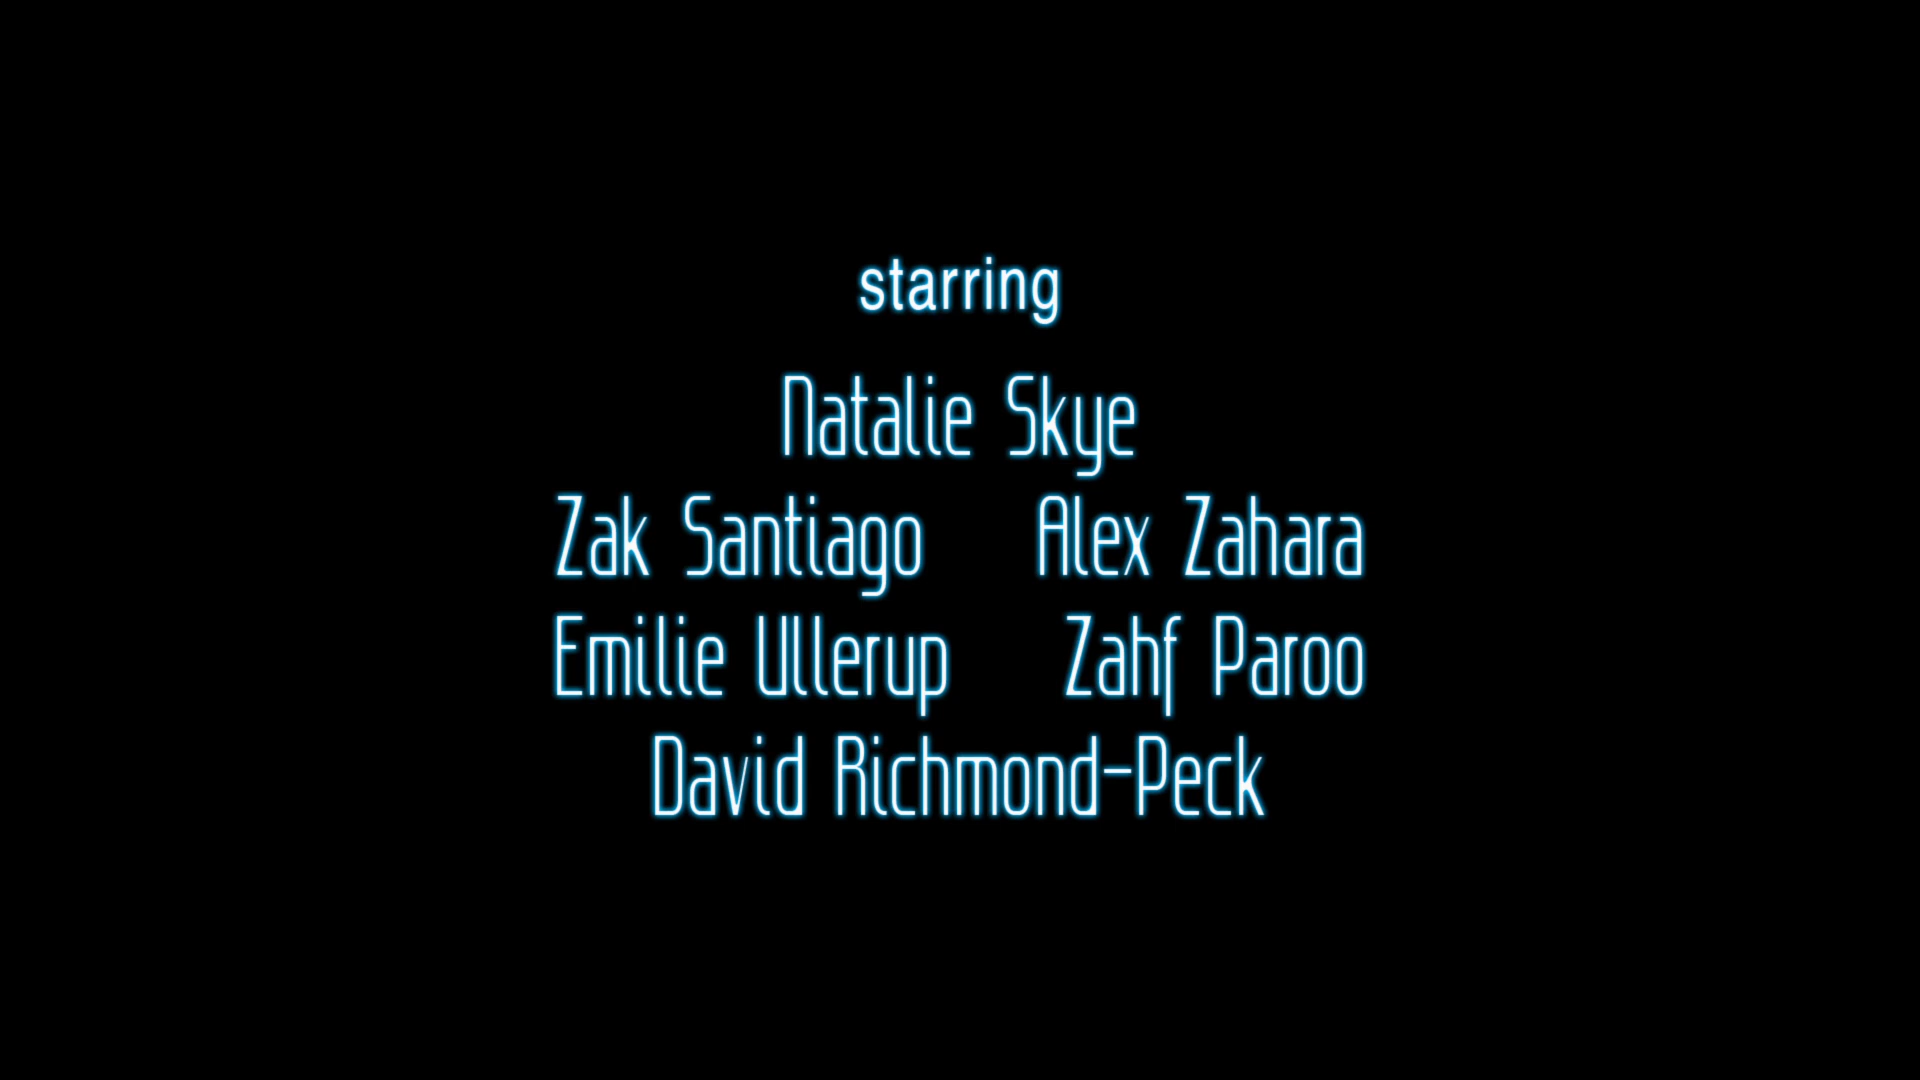 starring
Natalie Skye
Zak Santiago Alex Zahara
Emilie Ullerup Zahf Paroo
David Richmond-Peck